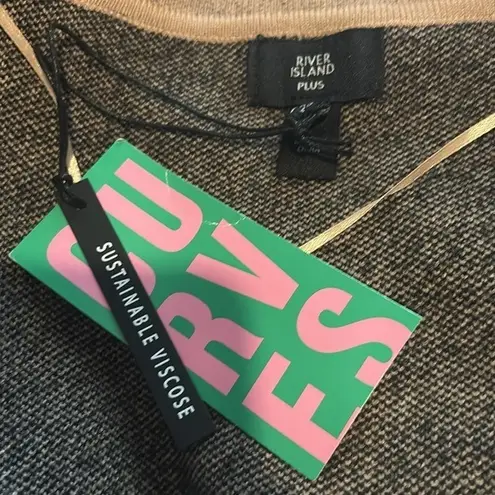 RIVER
ISLAND
PLUS
CU
RV
ES
SUSTAINABLE VISCOSE